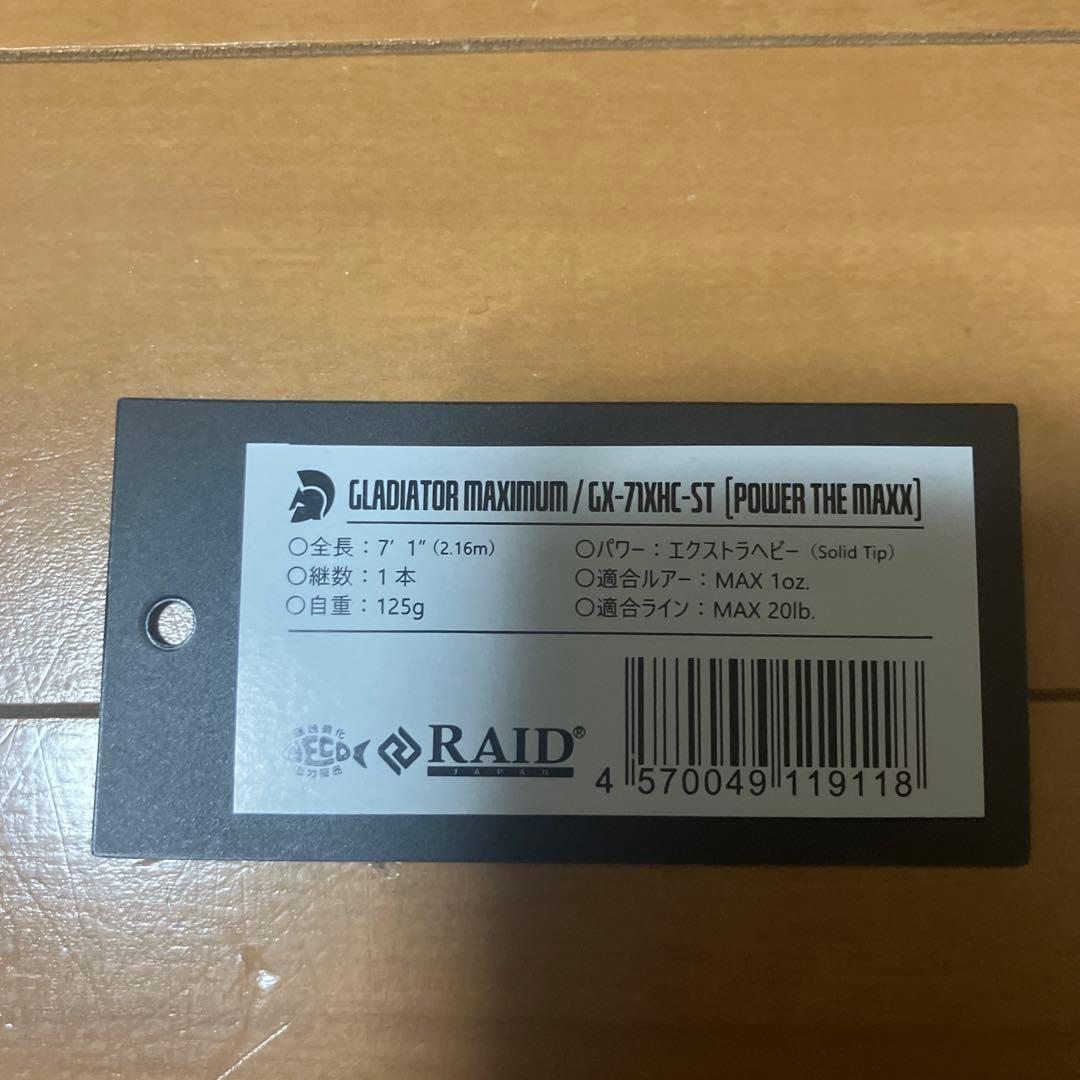 GLADIATOR MAXIMUM / GX-71XHC-ST [POWER THE MAXX]
○全長：7' 1" (2.16m)
○継数：1本
○自重：125g
○パワー：エクストラヘビー (Solid Tip)
○適合ルアー：MAX 1oz.
○適合ライン：MAX 20lb.
RAID®
JAPAN
4 570049 119118